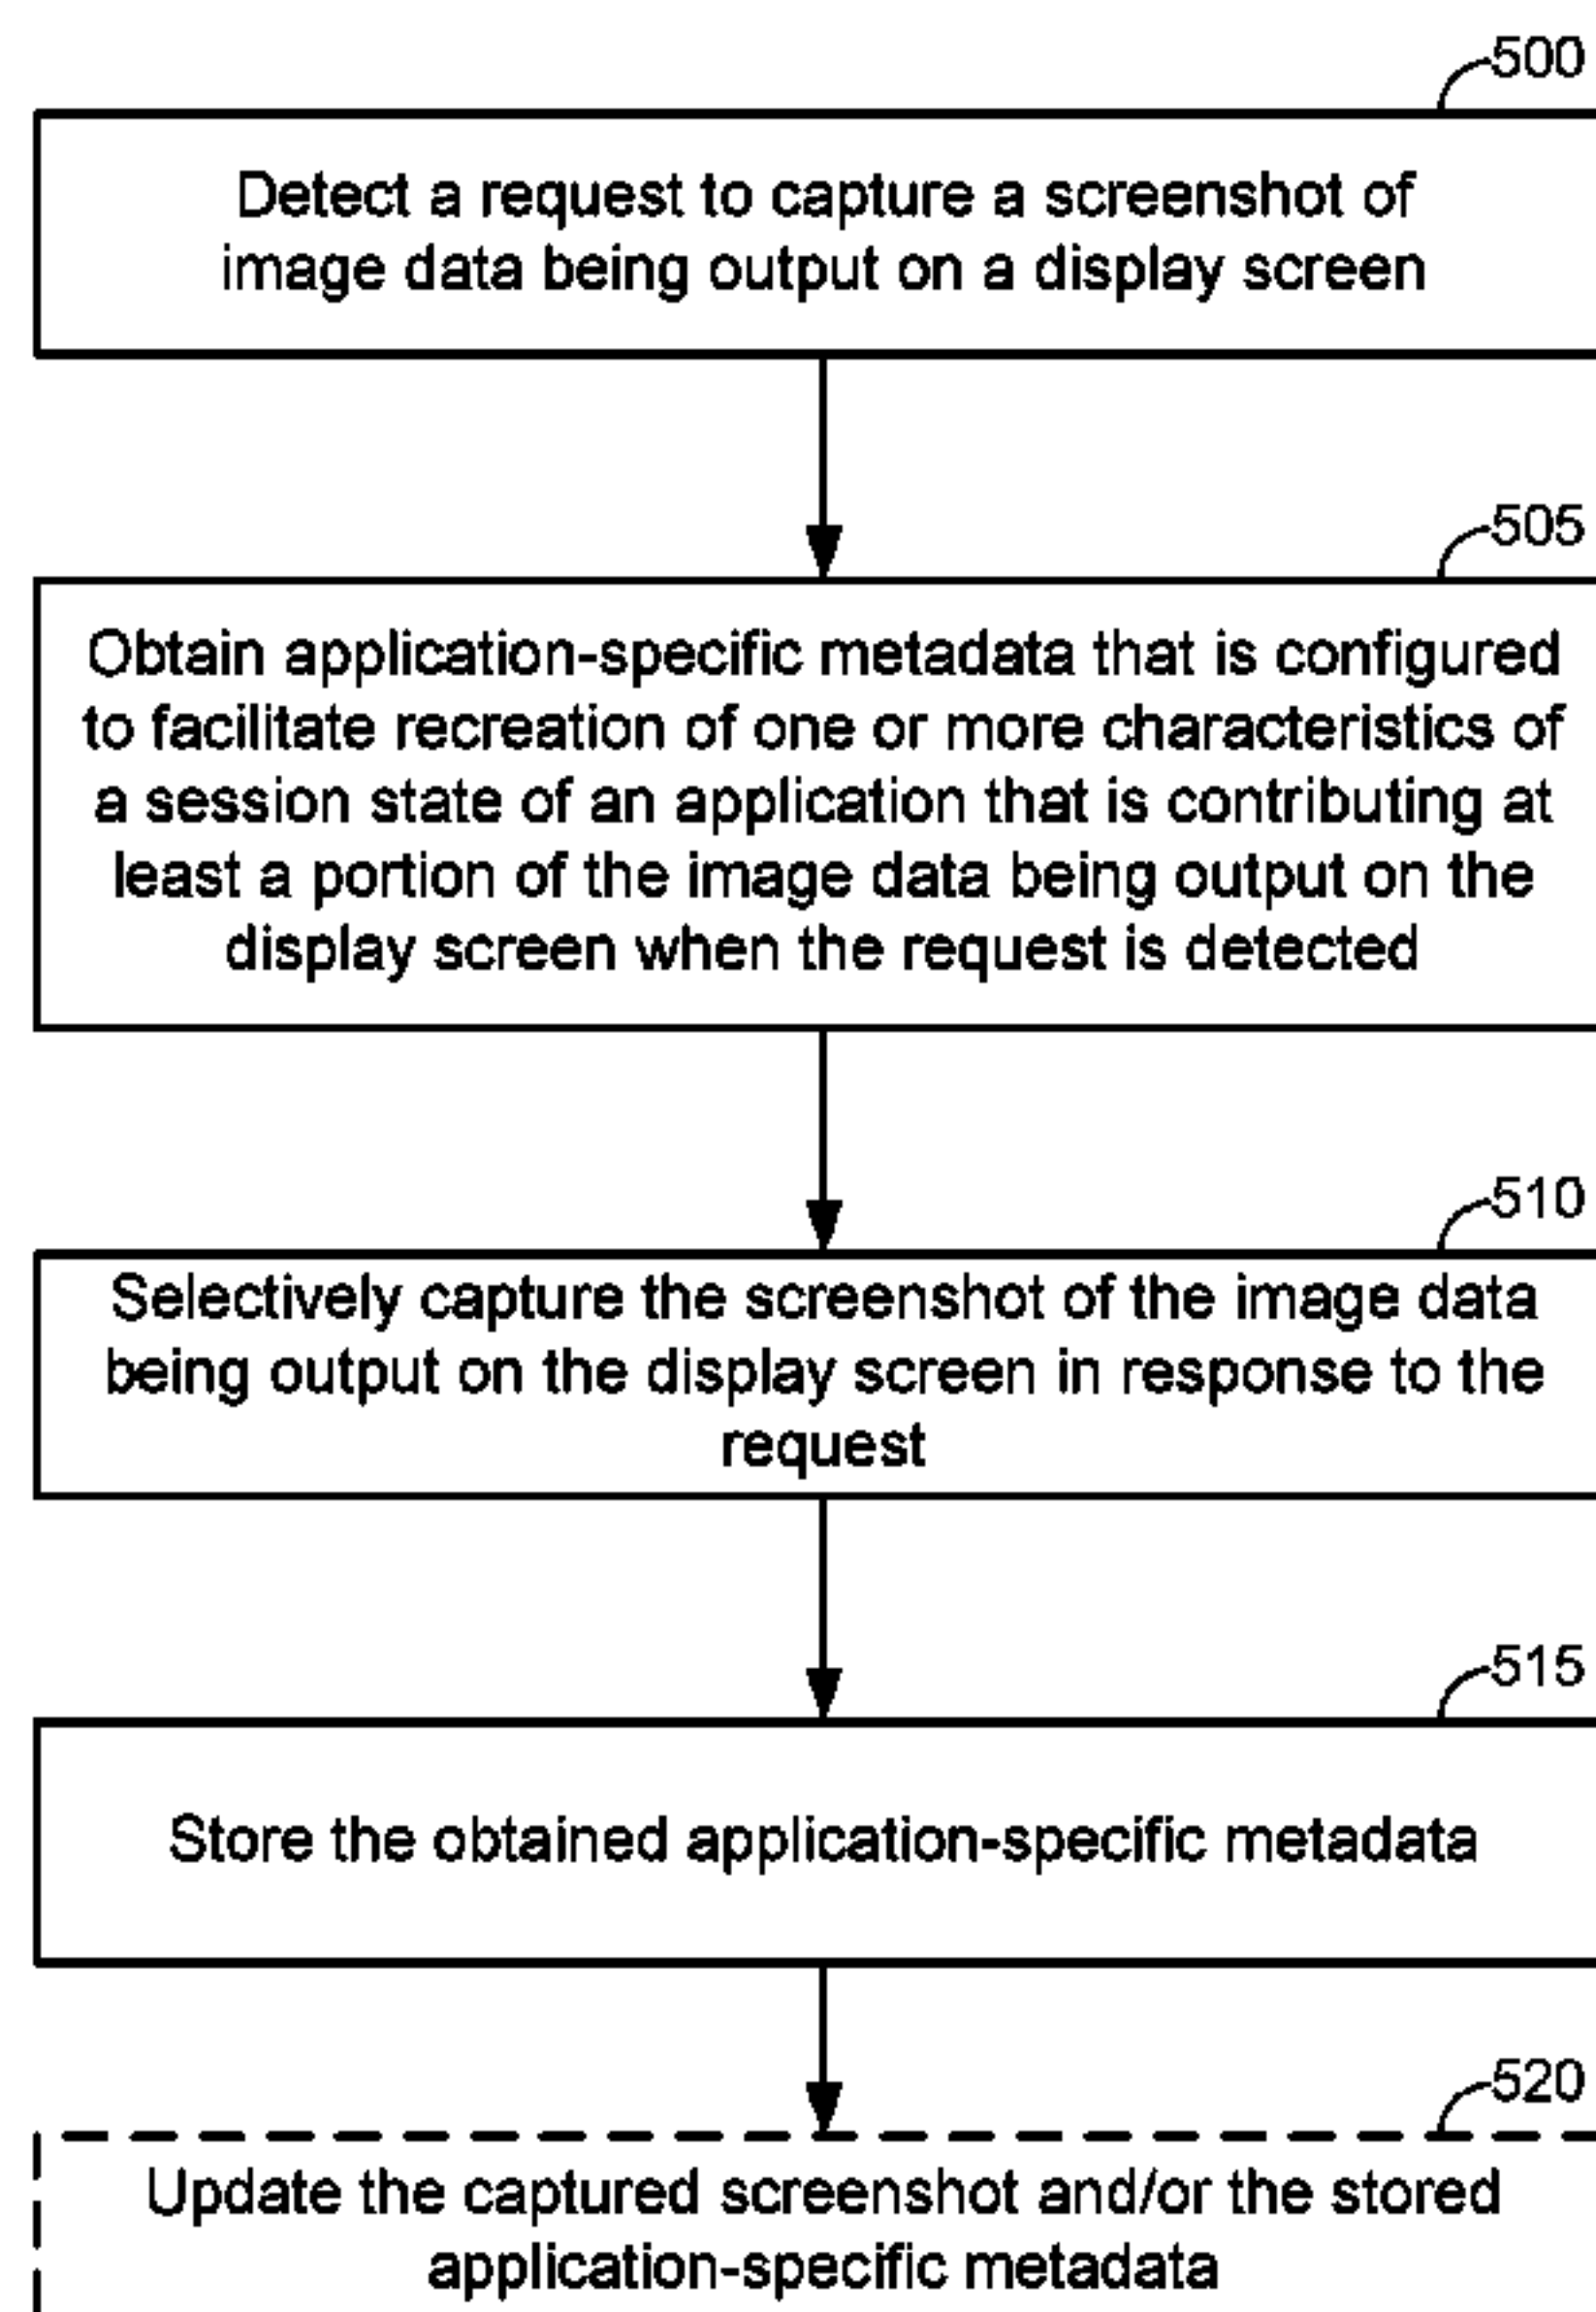 500
Detect a request to capture a screenshot of
image data being output on a display screen
505
Obtain application-specific metadata that is configured
to facilitate recreation of one or more characteristics of
a session state of an application that is contributing at
least a portion of the image data being output on the
display screen when the request is detected
510
Selectively capture the screenshot of the image data
being output on the display screen in response to the
request
515
Store the obtained application-specific metadata
520
Update the captured screenshot and/or the stored
application-specific metadata